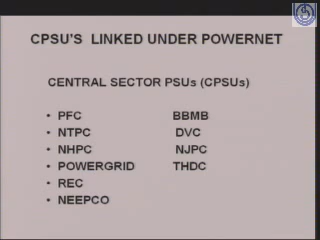 CPSU'S LINKED UNDER POWERNET
CENTRAL SECTOR PSUs (CPSUs)
• PFC BBMB
• NTPC DVC
• NHPC NJPC
• POWERGRID THDC
• REC
• NEEPCO